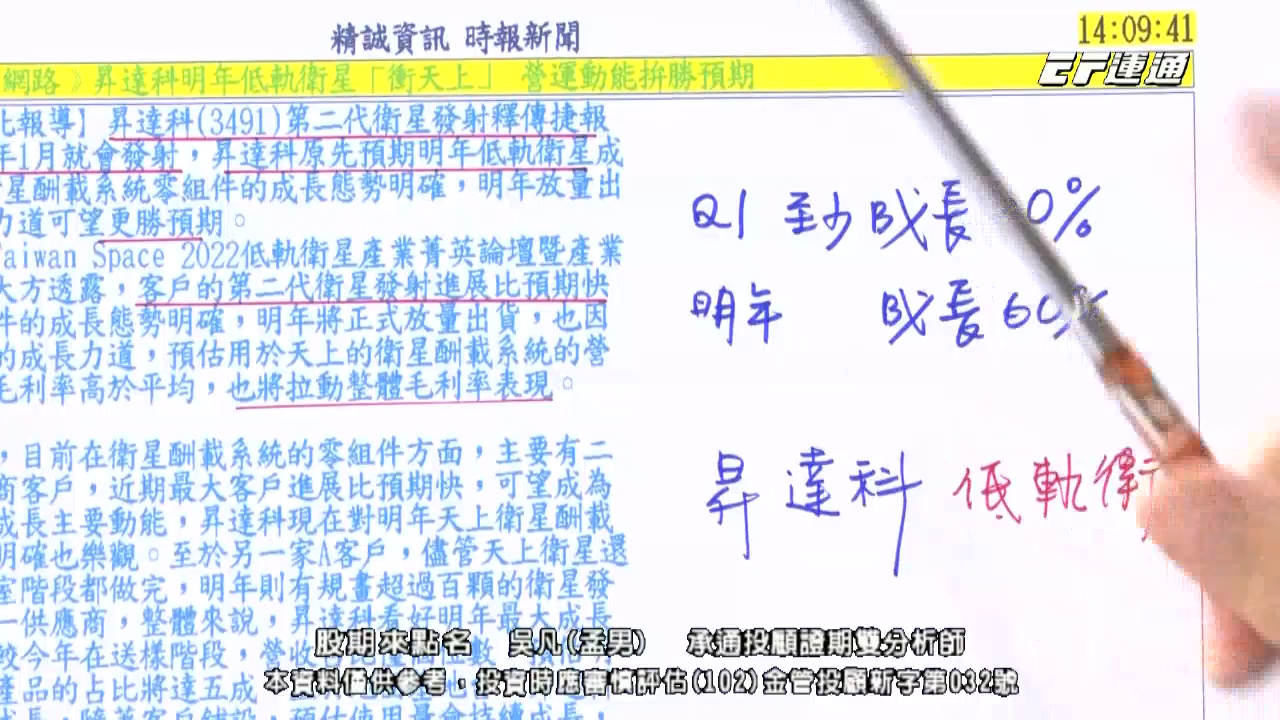 精誠資訊 時報新聞
14:09:41
網路》昇達科明年低軌衛星「衝天上」 營運動能拚勝預期
運通
北報導】昇達科(3491)第二代衛星發射釋傳捷報
年1月就會發射，昇達科原先預期明年低軌衛星成
星酬載系統零組件的成長態勢明確，明年放量出
力道可望更勝預期。
Taiwan Space 2022低軌衛星產業菁英論壇暨產業
大方透露，客戶的第二代衛星發射進展比預期快
件的成長態勢明確，明年將正式放量出貨，也因
的成長力道，預估用於天上的衛星酬載系統的營
毛利率高於平均，也將拉動整體毛利率表現。
，目前在衛星酬載系統的零組件方面，主要有二
商客戶，近期最大客戶進展比預期快，可望成為
成長主要動能，昇達科現在對明年天上衛星酬載
明確也樂觀。至於另一家A客戶，儘管天上衛星還
室階段都做完，明年則有規畫超過百顆的衛星發
一供應商，整體來說，昇達科看好明年最大成長
較今年在送樣階段，營收
產品的占比將達五成
Q1 至少成長 0%
明年 成長60%
昇達科 低軌衛
股期來點名 吳凡(孟男) 承通投顧證期雙分析師
本資料僅供參考，投資時應審慎評估(102)金管投顧新字第032號